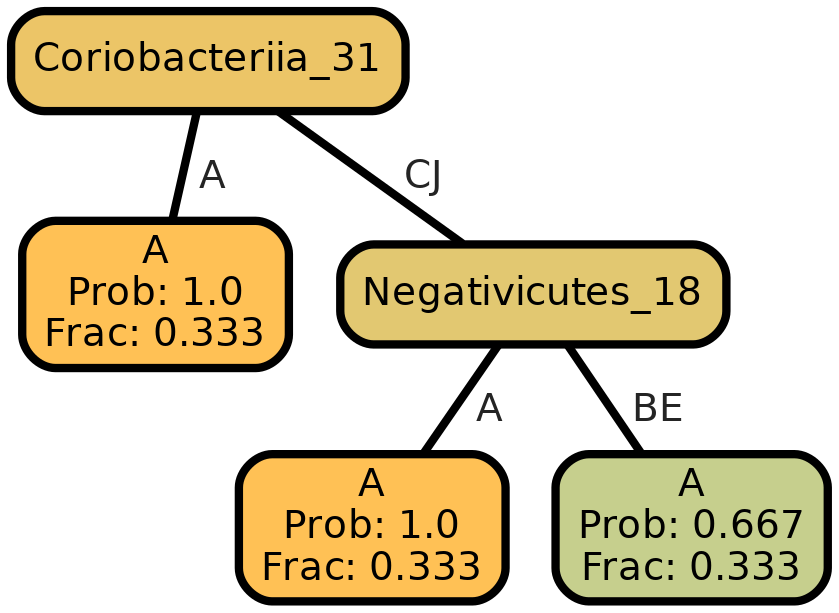 Coriobacteriia_31
A
CJ
A
Prob: 1.0
Frac: 0.333
Negativicutes_18
A
BE
A
Prob: 1.0
Frac: 0.333
A
Prob: 0.667
Frac: 0.333